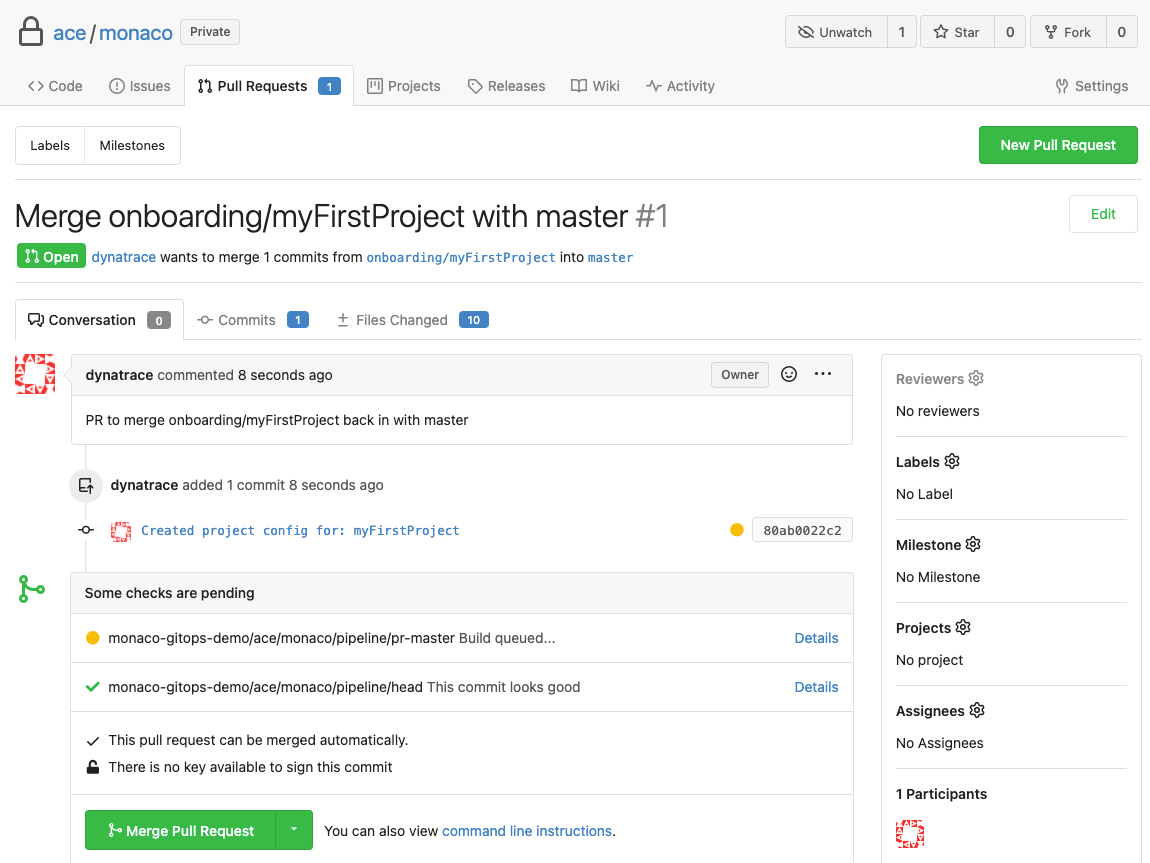 ace / monaco Private Unwatch 1 Star 0 Fork 0
Code Issues Pull Requests 1 Projects Releases Wiki Activity Settings
Labels Milestones New Pull Request
Merge onboarding/myFirstProject with master #1 Edit
Open dynatrace wants to merge 1 commits from onboarding/myFirstProject into master
Conversation 0 Commits 1 Files Changed 10
dynatrace commented 8 seconds ago Owner
PR to merge onboarding/myFirstProject back in with master
dynatrace added 1 commit 8 seconds ago
Created project config for: myFirstProject 80ab0022c2
Some checks are pending
monaco-gitops-demo/ace/monaco/pipeline/pr-master Build queued... Details
monaco-gitops-demo/ace/monaco/pipeline/head This commit looks good Details
This pull request can be merged automatically.
There is no key available to sign this commit
Merge Pull Request You can also view command line instructions.
Reviewers
No reviewers
Labels
No Label
Milestone
No Milestone
Projects
No project
Assignees
No Assignees
1 Participants